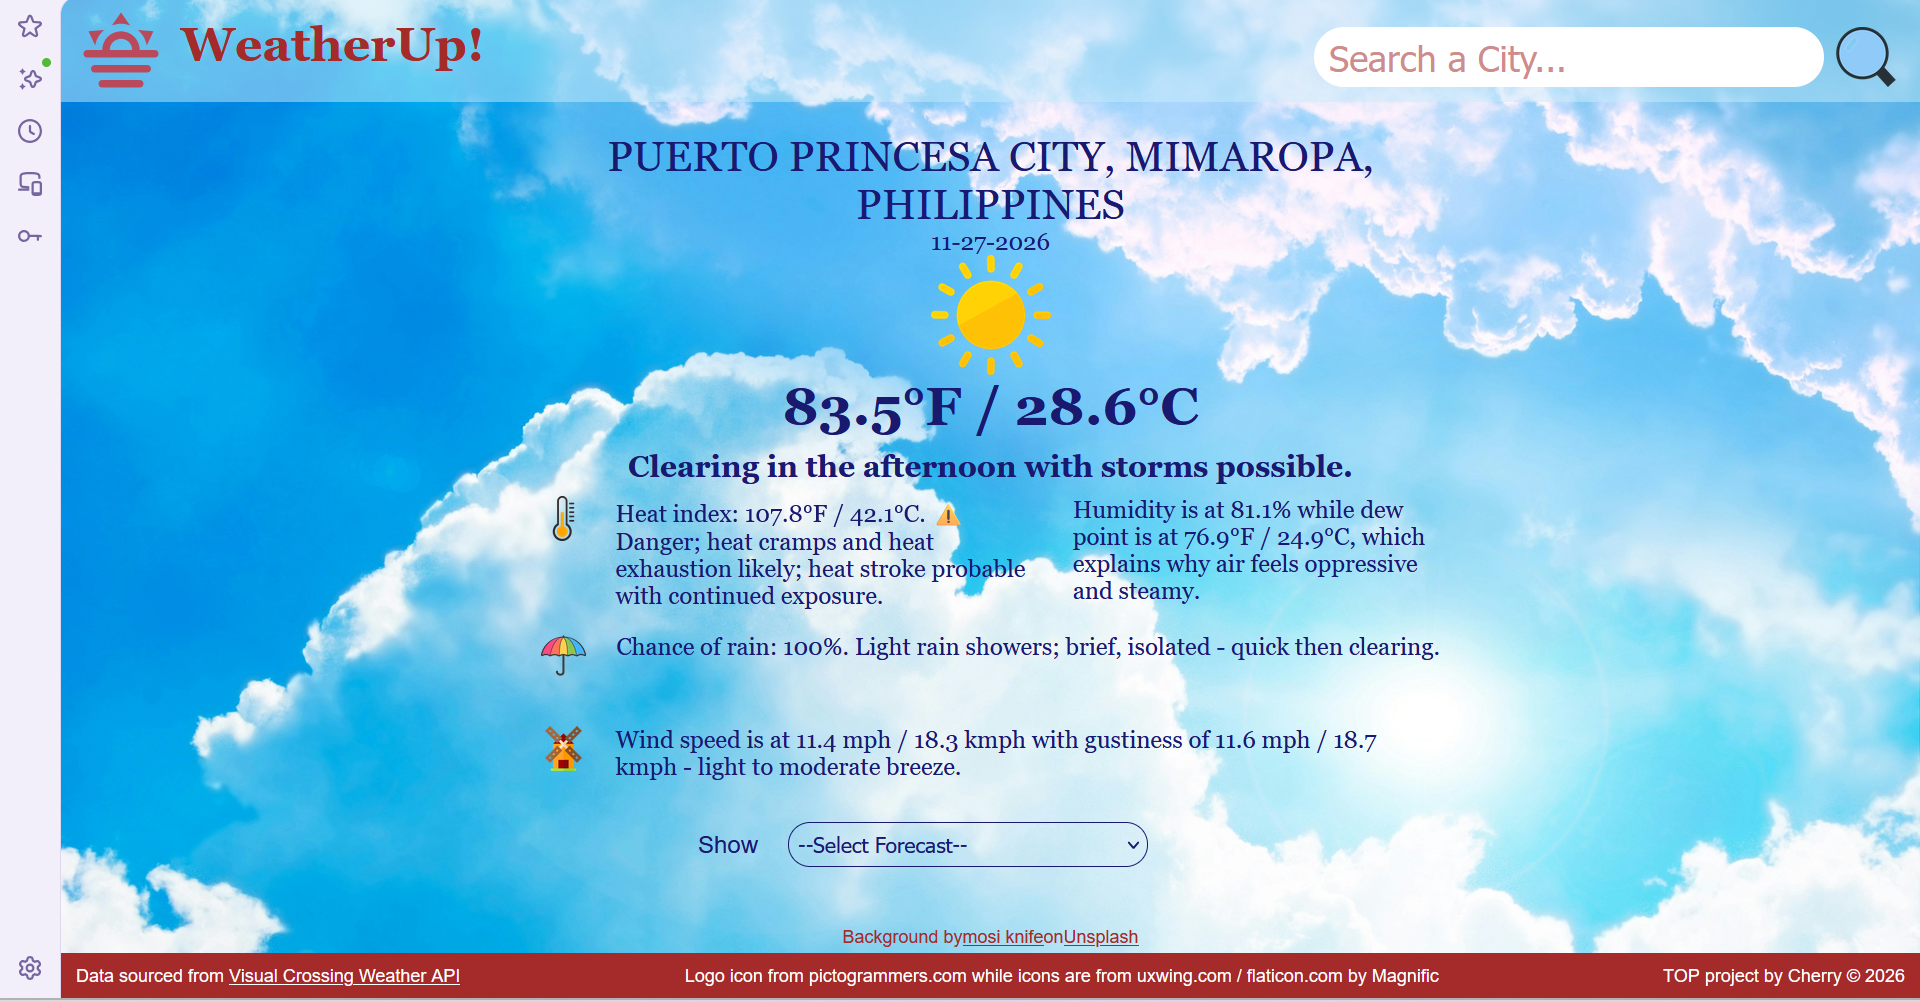 WeatherUp!
Search a City...
PUERTO PRINCESA CITY, MIMAROPA,
PHILIPPINES
11-27-2026
83.5°F / 28.6°C
Clearing in the afternoon with storms possible.
Heat index: 107.8°F / 42.1°C. ⚠️
Danger; heat cramps and heat
exhaustion likely; heat stroke probable
with continued exposure.
Humidity is at 81.1% while dew
point is at 76.9°F / 24.9°C, which
explains why air feels oppressive
and steamy.
Chance of rain: 100%. Light rain showers; brief, isolated - quick then clearing.
Wind speed is at 11.4 mph / 18.3 kmph with gustiness of 11.6 mph / 18.7
kmph - light to moderate breeze.
Show
--Select Forecast--
Background bymosi knifeonUnsplash
Data sourced from Visual Crossing Weather API
Logo icon from pictogrammers.com while icons are from uxwing.com / flaticon.com by Magnific
TOP project by Cherry © 2026